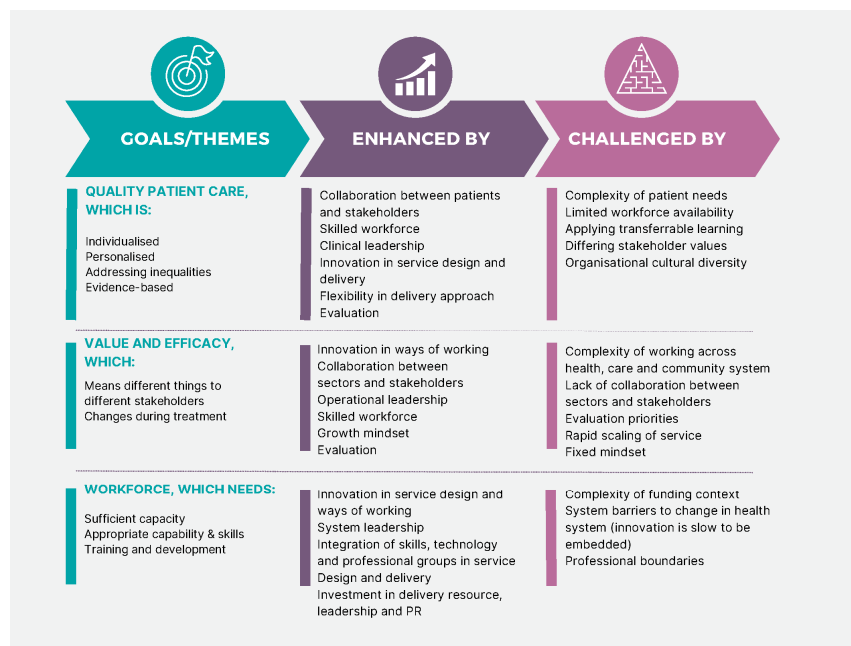 GOALS/THEMES
ENHANCED BY
CHALLENGED BY
QUALITY PATIENT CARE,
WHICH IS:
Individualised
Personalised
Addressing inequalities
Evidence-based
Collaboration between patients
and stakeholders
Skilled workforce
Clinical leadership
Innovation in service design and
delivery
Flexibility in delivery approach
Evaluation
Complexity of patient needs
Limited workforce availability
Applying transferrable learning
Differing stakeholder values
Organisational cultural diversity
VALUE AND EFFICACY,
WHICH:
Means different things to
different stakeholders
Changes during treatment
Innovation in ways of working
Collaboration between
sectors and stakeholders
Operational leadership
Skilled workforce
Growth mindset
Evaluation
Complexity of working across
health, care and community system
Lack of collaboration between
sectors and stakeholders
Evaluation priorities
Rapid scaling of service
Fixed mindset
WORKFORCE, WHICH NEEDS:
Sufficient capacity
Appropriate capability & skills
Training and development
Innovation in service design and
ways of working
System leadership
Integration of skills, technology
and professional groups in service
Design and delivery
Investment in delivery resource,
leadership and PR
Complexity of funding context
System barriers to change in health
system (innovation is slow to be
embedded)
Professional boundaries